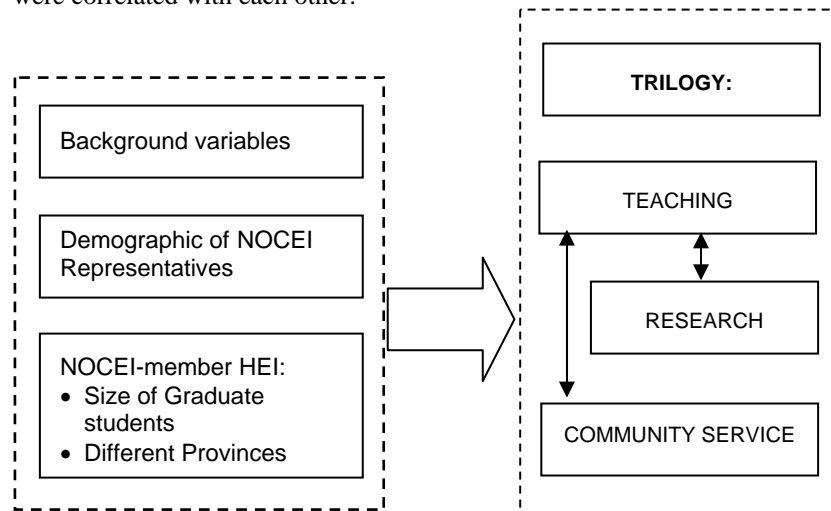 were correlated with each other.
Background variables
Demographic of NOCEI
Representatives
NOCEI-member HEI:
• Size of Graduate
students
• Different Provinces
TRILOGY:
TEACHING
RESEARCH
COMMUNITY SERVICE